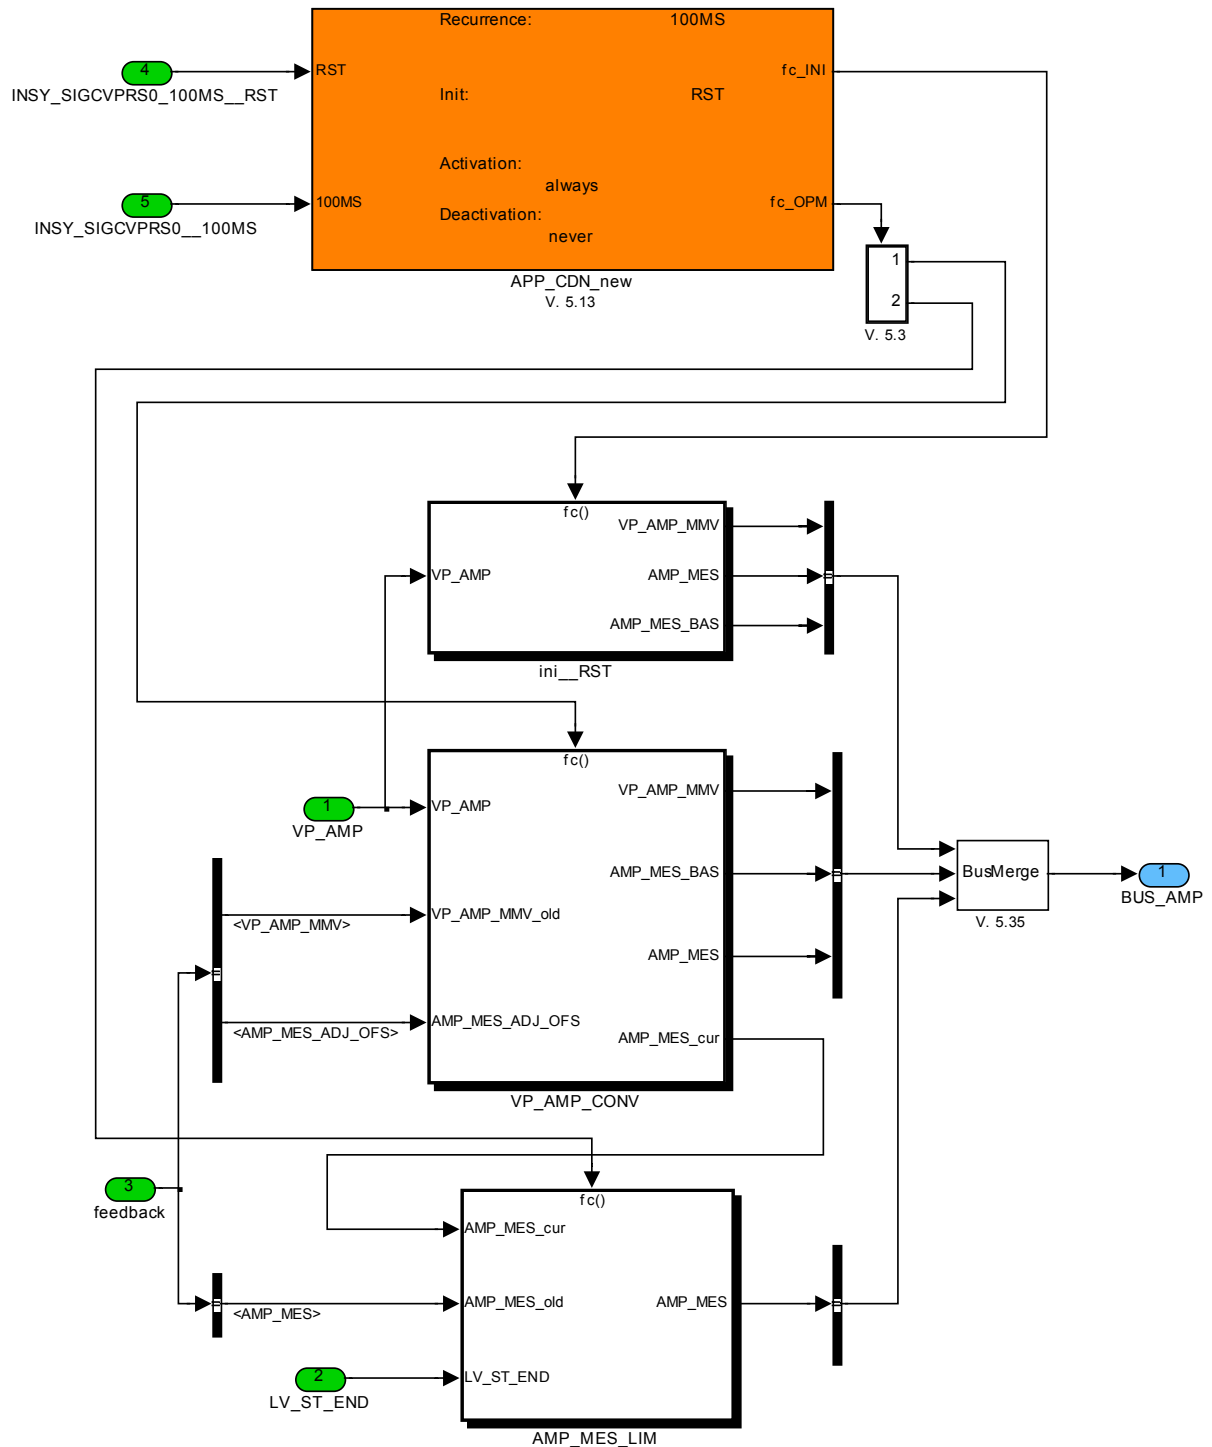 Recurrence: 100MS
4
RST
fc_INI
INSY_SIGCVPRS0_100MS__RST
Init: RST
Activation:
always
5
100MS
fc_OPM
INSY_SIGCVPRS0__100MS
Deactivation:
never
APP_CDN_new
V. 5.13
1
2
V. 5.3
fc()
VP_AMP_MMV
VP_AMP
AMP_MES
AMP_MES_BAS
ini__RST
fc()
VP_AMP_MMV
1
VP_AMP
VP_AMP
AMP_MES_BAS
BusMerge
1
BUS_AMP
V. 5.35
<VP_AMP_MMV>
VP_AMP_MMV_old
AMP_MES
<AMP_MES_ADJ_OFS>
AMP_MES_ADJ_OFS
AMP_MES_cur
VP_AMP_CONV
3
feedback
fc()
AMP_MES_cur
<AMP_MES>
AMP_MES_old
AMP_MES
2
LV_ST_END
LV_ST_END
AMP_MES_LIM